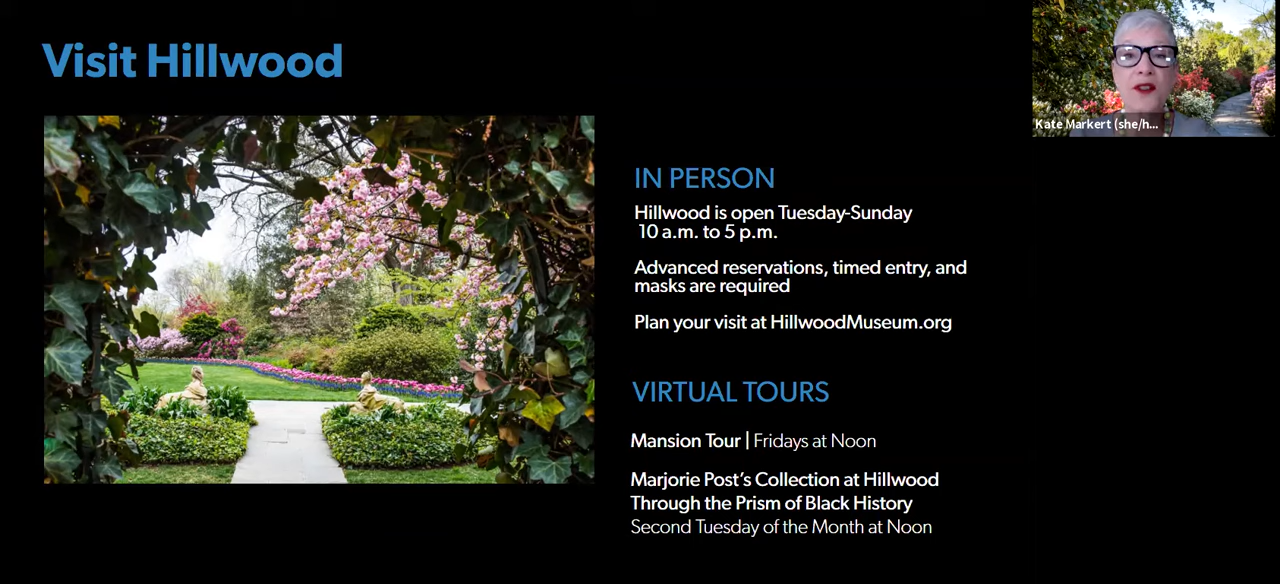 Visit Hillwood
Kate Markert (she/h...
IN PERSON
Hillwood is open Tuesday-Sunday
10 a.m. to 5 p.m.
Advanced reservations, timed entry, and
masks are required
Plan your visit at HillwoodMuseum.org
VIRTUAL TOURS
Mansion Tour | Fridays at Noon
Marjorie Post’s Collection at Hillwood
Through the Prism of Black History
Second Tuesday of the Month at Noon